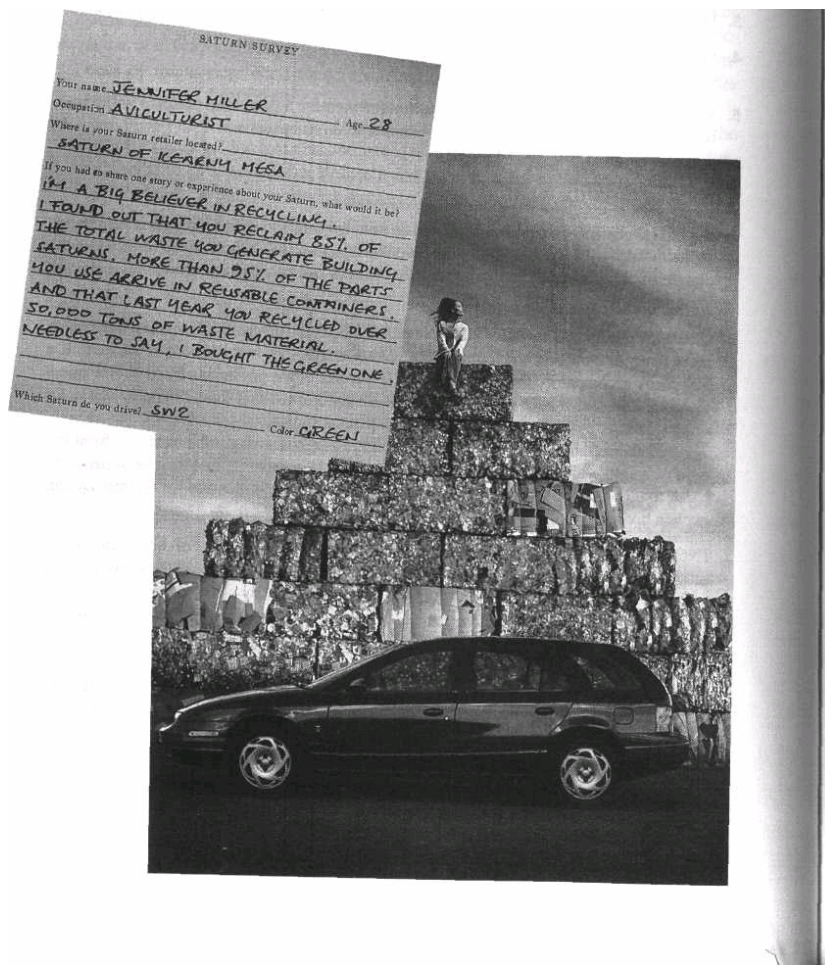 SATURN SURVEY
Your name JENNIFER MILLER
Occupation AVICULTURIST Age 28
Where is your Saturn retailer located?
SATURN OF KEARNY MESA
If you had to share one story or experience about your Saturn, what would it be?
I'M A BIG BELIEVER IN RECYCLING.
I FOUND OUT THAT YOU RECLAIM 85% OF
THE TOTAL WASTE YOU GENERATE BUILDING
SATURNS. MORE THAN 95% OF THE PARTS
YOU USE ARRIVE IN REUSABLE CONTAINERS.
AND THAT LAST YEAR YOU RECYCLED OVER
50,000 TONS OF WASTE MATERIAL.
NEEDLESS TO SAY, I BOUGHT THE GREEN ONE.
Which Saturn do you drive? SW2 Color GREEN